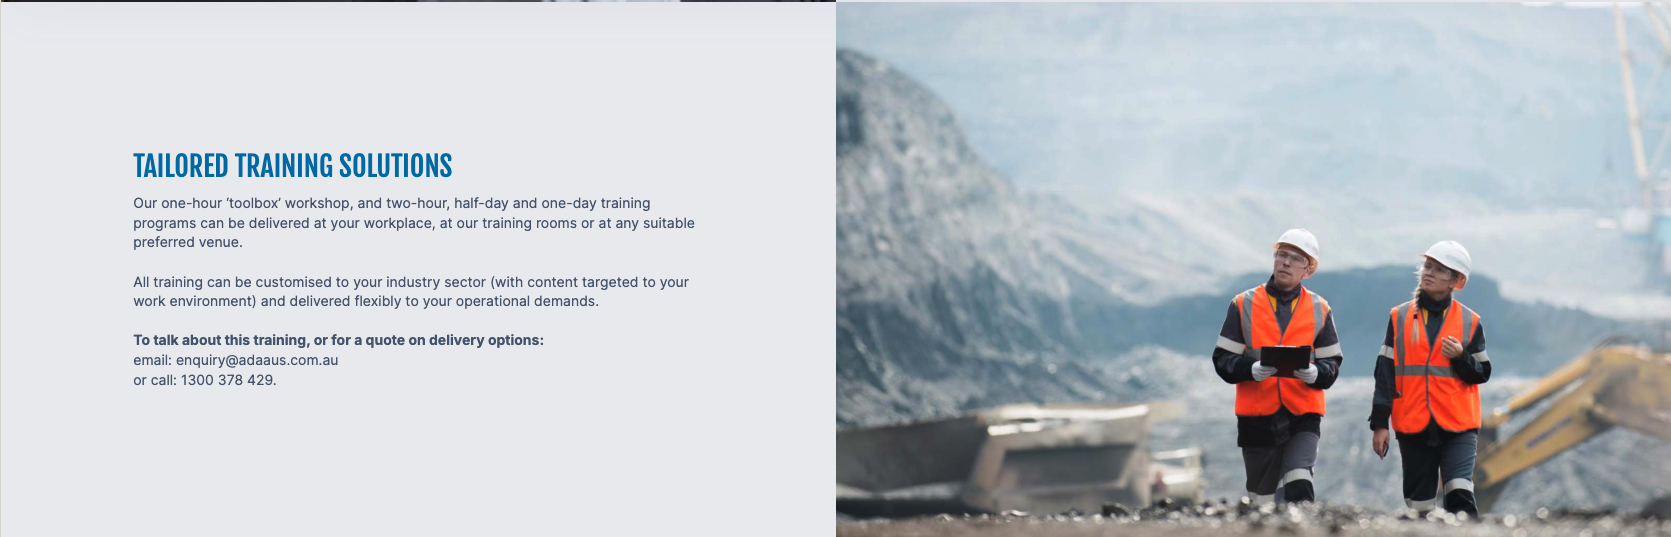 TAILORED TRAINING SOLUTIONS
Our one-hour ‘toolbox’ workshop, and two-hour, half-day and one-day training
programs can be delivered at your workplace, at our training rooms or at any suitable
preferred venue.
All training can be customised to your industry sector (with content targeted to your
work environment) and delivered flexibly to your operational demands.
To talk about this training, or for a quote on delivery options:
email: enquiry@adaaus.com.au
or call: 1300 378 429.